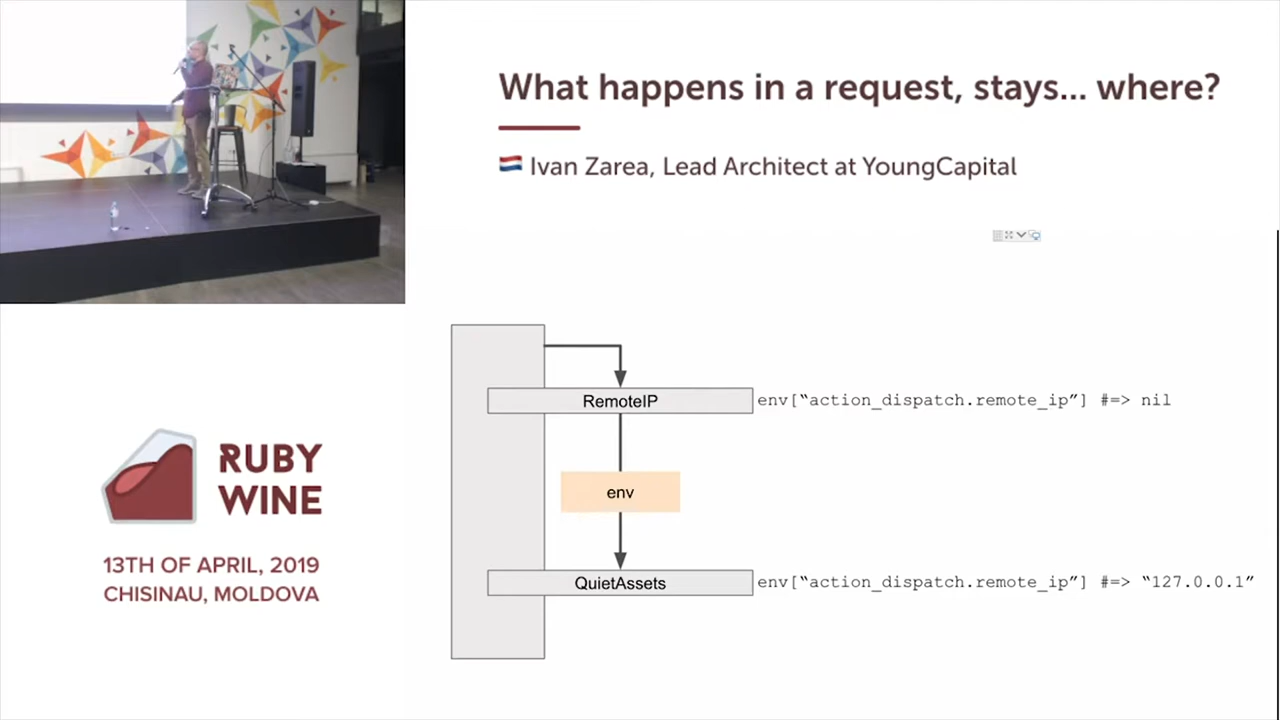 What happens in a request, stays... where?
Ivan Zarea, Lead Architect at YoungCapital
RemoteIP
env[“action_dispatch.remote_ip”] #=> nil
env
QuietAssets
env[“action_dispatch.remote_ip”] #=> “127.0.0.1”
RUBY
WINE
13TH OF APRIL, 2019
CHISINAU, MOLDOVA